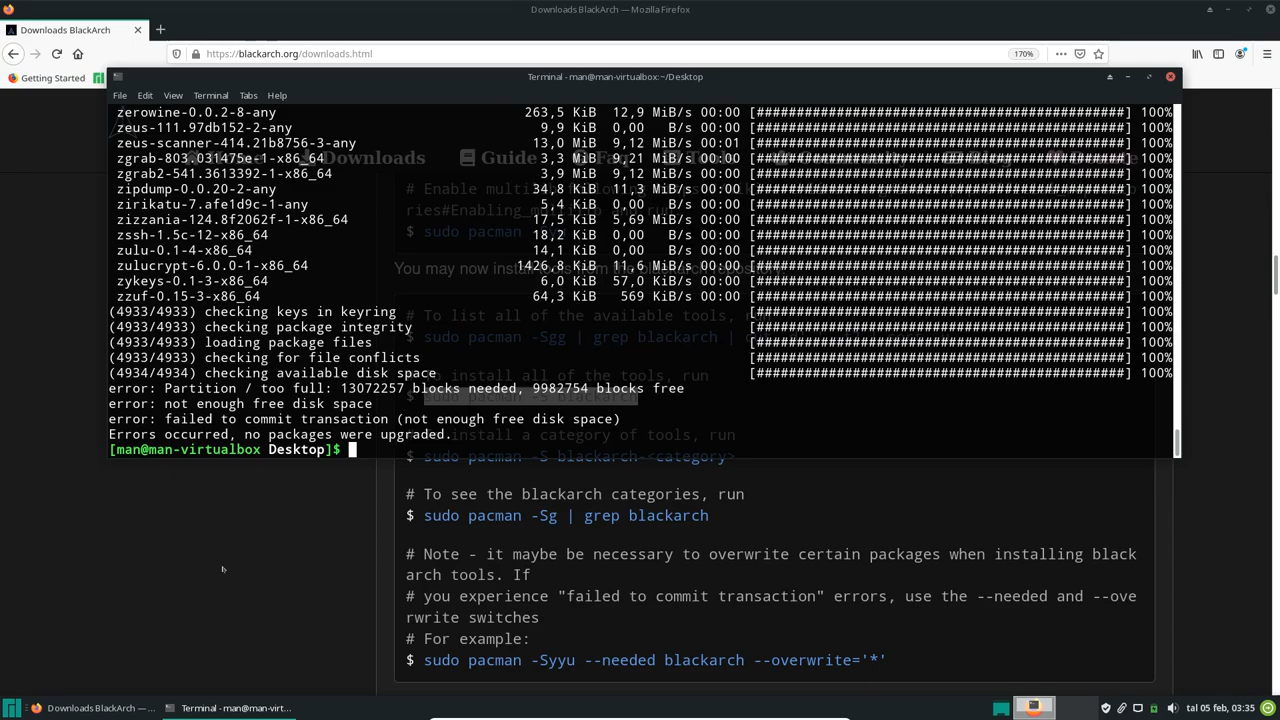 Downloads BlackArch — Mozilla Firefox
Downloads BlackArch
https://blackarch.org/downloads.html
170%
Getting Started
Terminal - man@man-virtualbox:~/Desktop
File Edit View Terminal Tabs Help
zerowine-0.0.2-8-any 263,5 KiB 12,9 MiB/s 00:00 [########################################] 100%
zeus-111.97db152-2-any 9,9 KiB 0,00 B/s 00:00 [########################################] 100%
zeus-scanner-414.21b8756-3-any 13,0 KiB 9,12 MiB/s 00:01 [########################################] 100%
Downloads Guide
zgrab2-541.3613392-1-x86_64 3,9 KiB 9,12 MiB/s 00:00 [########################################] 100%
zipdump-0.0.20-2-any 34,8 KiB 11,3 MiB/s 00:00 [########################################] 100%
zirikatu-7.afe1d9c-1-any 5,4 KiB 0,00 B/s 00:00 [########################################] 100%
zizzania-124.8f2062f-1-x86_64 17,5 KiB 5,69 MiB/s 00:00 [########################################] 100%
zssh-1.5c-12-x86_64 18,2 KiB 0,00 B/s 00:00 [########################################] 100%
zulu-0.1-4-x86_64 14,1 KiB 0,00 B/s 00:00 [########################################] 100%
zulucrypt-6.0.0-1-x86_64 1426,8 KiB 11,6 MiB/s 00:00 [########################################] 100%
zykeys-0.1-3-x86_64 6,0 KiB 57,0 KiB/s 00:00 [########################################] 100%
zzuf-0.15-3-x86_64 64,3 KiB 569 KiB/s 00:00 [########################################] 100%
(4933/4933) checking keys in keyring [########################################] 100%
(4933/4933) checking package integrity [########################################] 100%
(4933/4933) loading package files [########################################] 100%
(4933/4933) checking for file conflicts [########################################] 100%
(4934/4934) checking available disk space [########################################] 100%
error: Partition / too full: 13072257 blocks needed, 9982754 blocks free
error: not enough free disk space
error: failed to commit transaction (not enough free disk space)
Errors occurred, no packages were upgraded.
[man@man-virtualbox Desktop]$
$ sudo pacman -S blackarch-<category>
# To see the blackarch categories, run
$ sudo pacman -Sg | grep blackarch
# Note - it maybe be necessary to overwrite certain packages when installing black
arch tools. If
# you experience "failed to commit transaction" errors, use the --needed and --ove
rwrite switches
# For example:
$ sudo pacman -Syyu --needed blackarch --overwrite='*'
Downloads BlackArch — ...
Terminal - man@man-virt...
tal 05 feb, 03:35